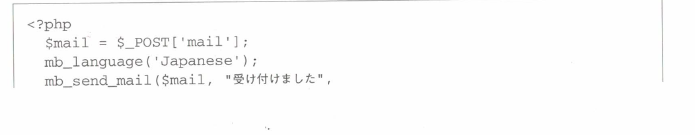 <?php
$mail = $_POST['mail'];
mb_language('Japanese');
mb_send_mail($mail, "受け付けました",